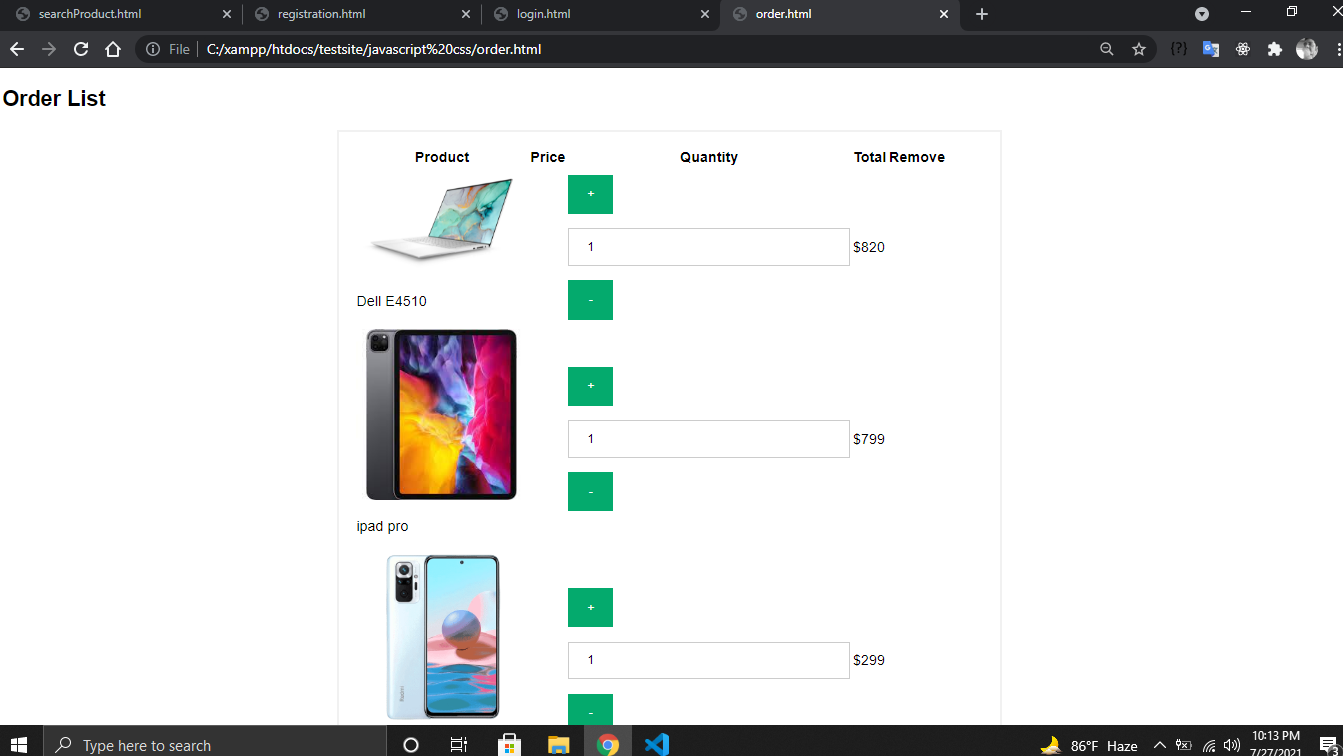 searchProduct.html
registration.html
login.html
order.html
File
C:/xampp/htdocs/testsite/javascript%20css/order.html
{?}
Order List
Product Price Quantity Total Remove
+
1 $820
-
Dell E4510
+
1 $799
-
ipad pro
+
1 $299
-
Type here to search
86°F Haze
10:13 PM
7/27/2021
3